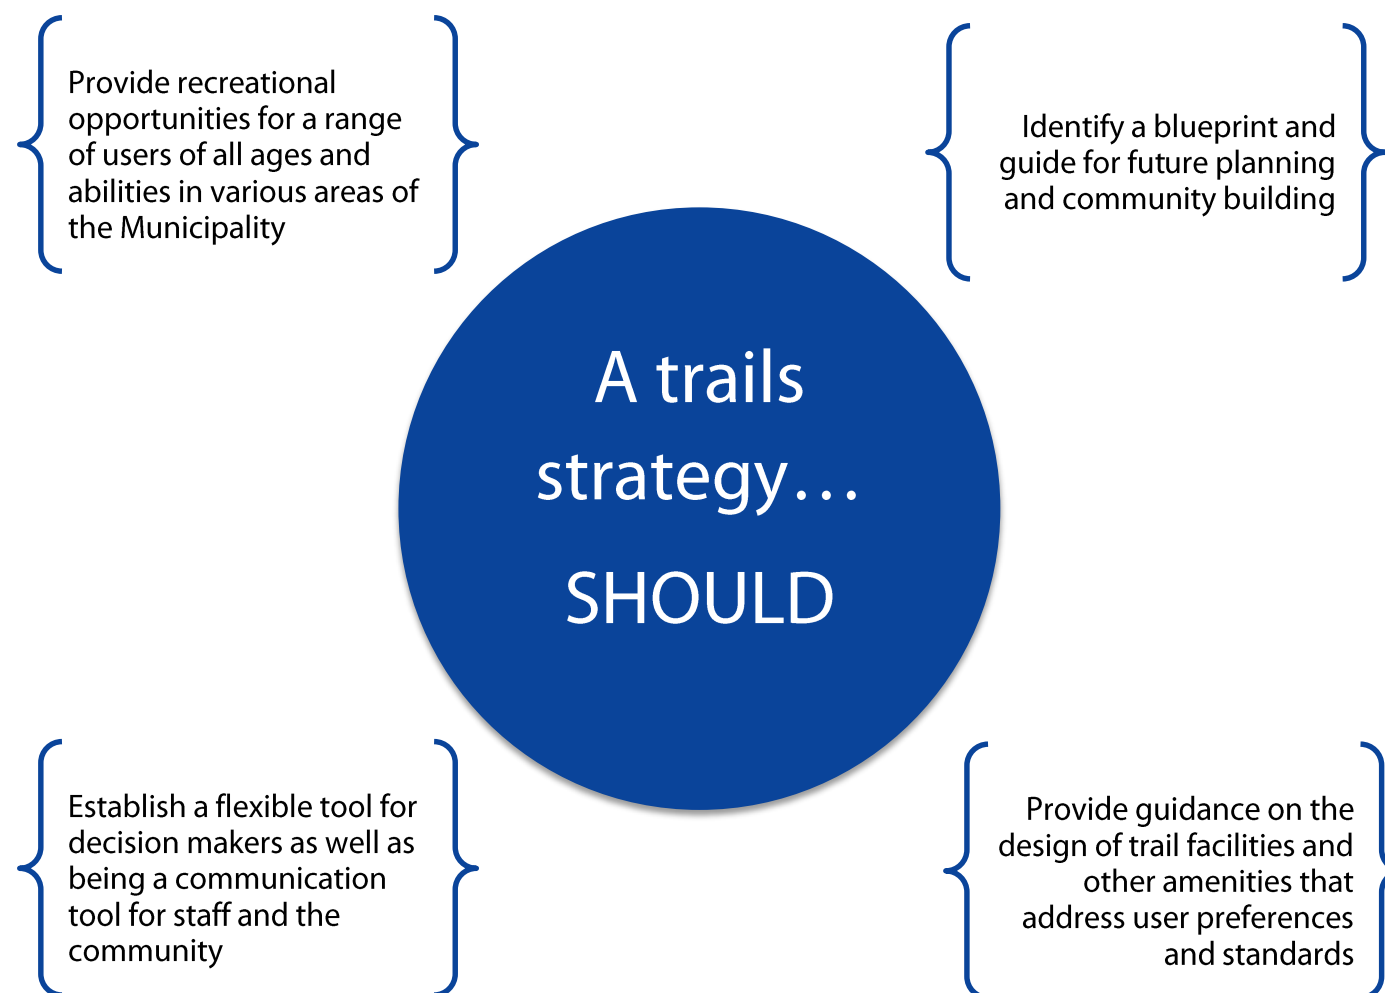 Provide recreational
opportunities for a range
of users of all ages and
abilities in various areas of
the Municipality
Identify a blueprint and
guide for future planning
and community building
A trails
strategy…
SHOULD
Establish a flexible tool for
decision makers as well as
being a communication
tool for staff and the
community
Provide guidance on the
design of trail facilities and
other amenities that
address user preferences
and standards